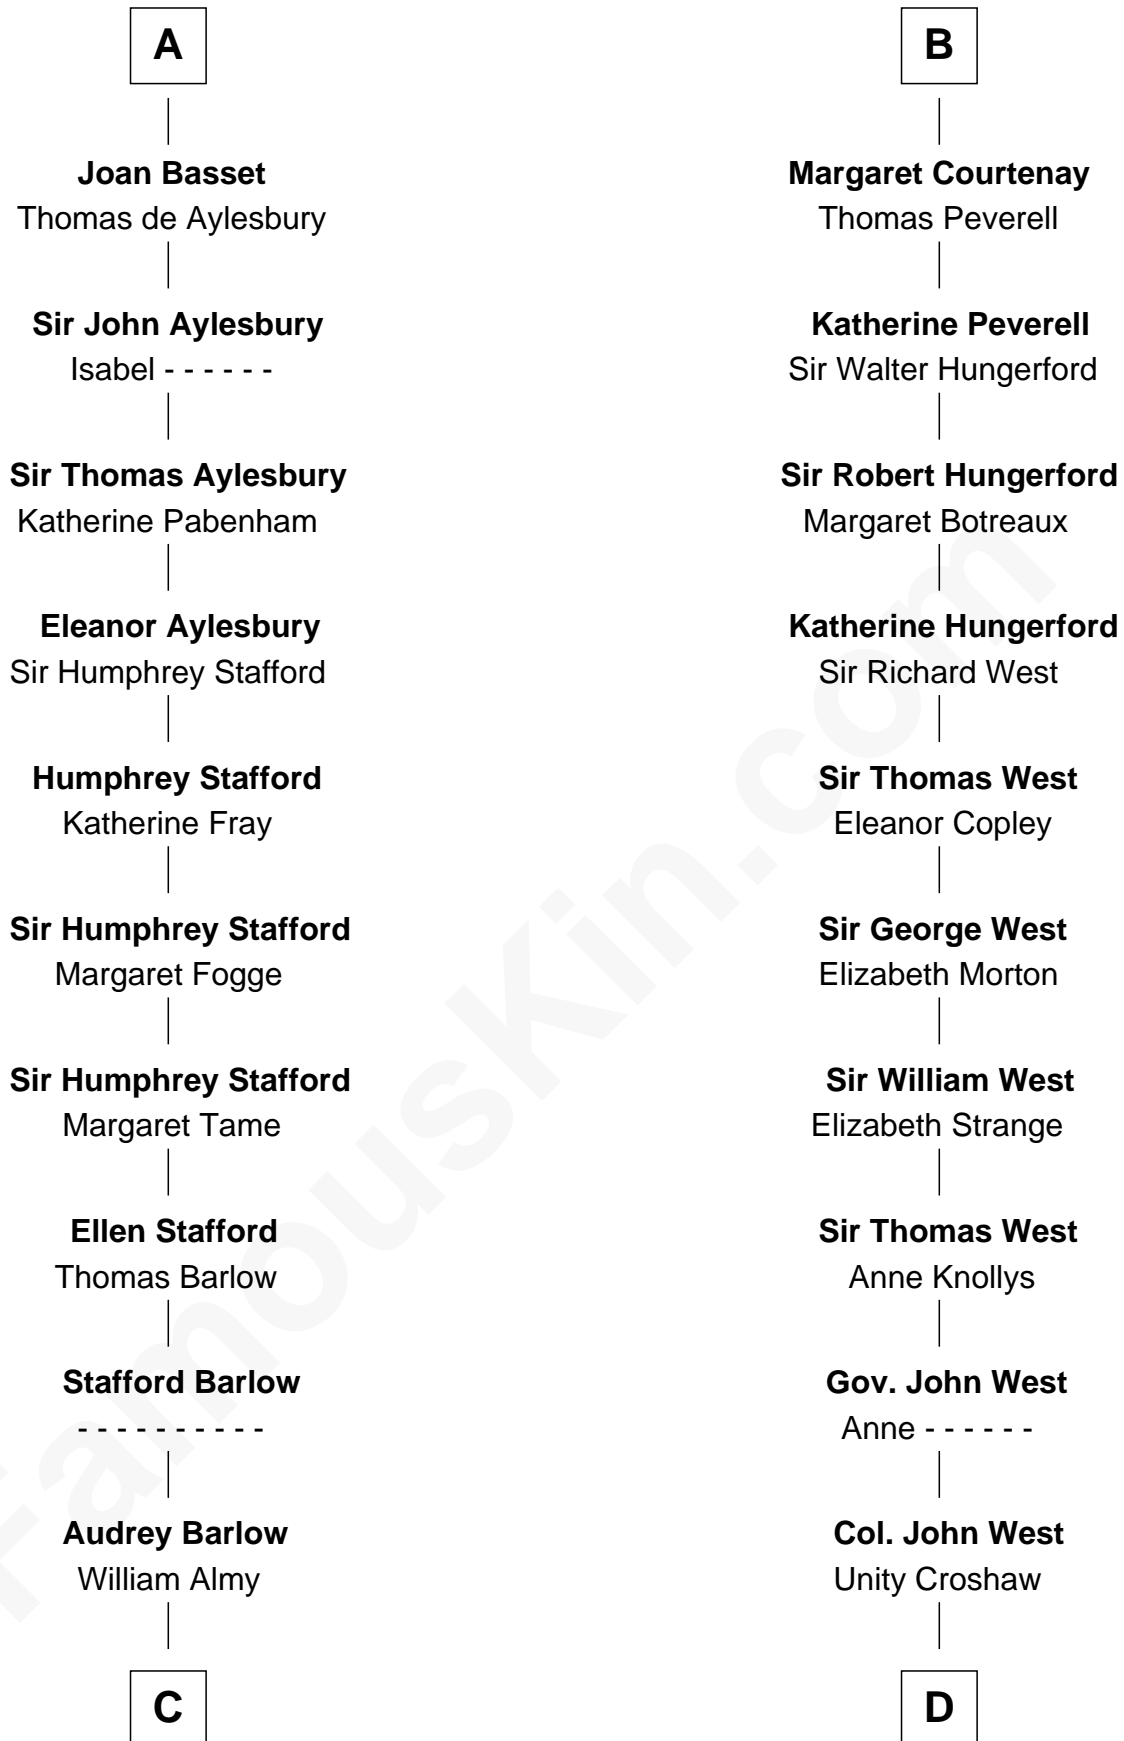 A
Joan Basset
Thomas de Aylesbury
Sir John Aylesbury
Isabel - - - - - -
Sir Thomas Aylesbury
Katherine Pabenham
Eleanor Aylesbury
Sir Humphrey Stafford
Humphrey Stafford
Katherine Fray
Sir Humphrey Stafford
Margaret Fogge
Sir Humphrey Stafford
Margaret Tame
Ellen Stafford
Thomas Barlow
Stafford Barlow
- - - - - - - - - -
Audrey Barlow
William Almy
C
B
Margaret Courtenay
Thomas Peverell
Katherine Peverell
Sir Walter Hungerford
Sir Robert Hungerford
Margaret Botreaux
Katherine Hungerford
Sir Richard West
Sir Thomas West
Eleanor Copley
Sir George West
Elizabeth Morton
Sir William West
Elizabeth Strange
Sir Thomas West
Anne Knollys
Gov. John West
Anne - - - - - -
Col. John West
Unity Croshaw
D
FamousKin.com